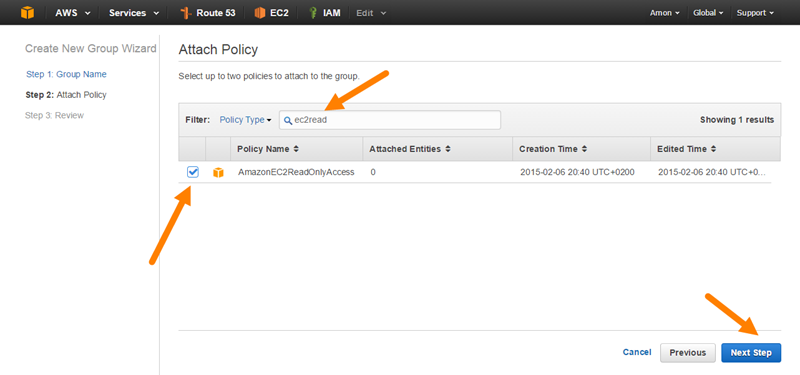 AWS Services Route 53 EC2 IAM Edit Amon Global Support
Create New Group Wizard
Step 1: Group Name
Step 2: Attach Policy
Step 3: Review
Attach Policy
Select up to two policies to attach to the group.
Filter: Policy Type ec2read Showing 1 results
Policy Name Attached Entities Creation Time Edited Time
AmazonEC2ReadOnlyAccess 0 2015-02-06 20:40 UTC+0200 2015-02-06 20:40 UTC+0...
Cancel Previous Next Step